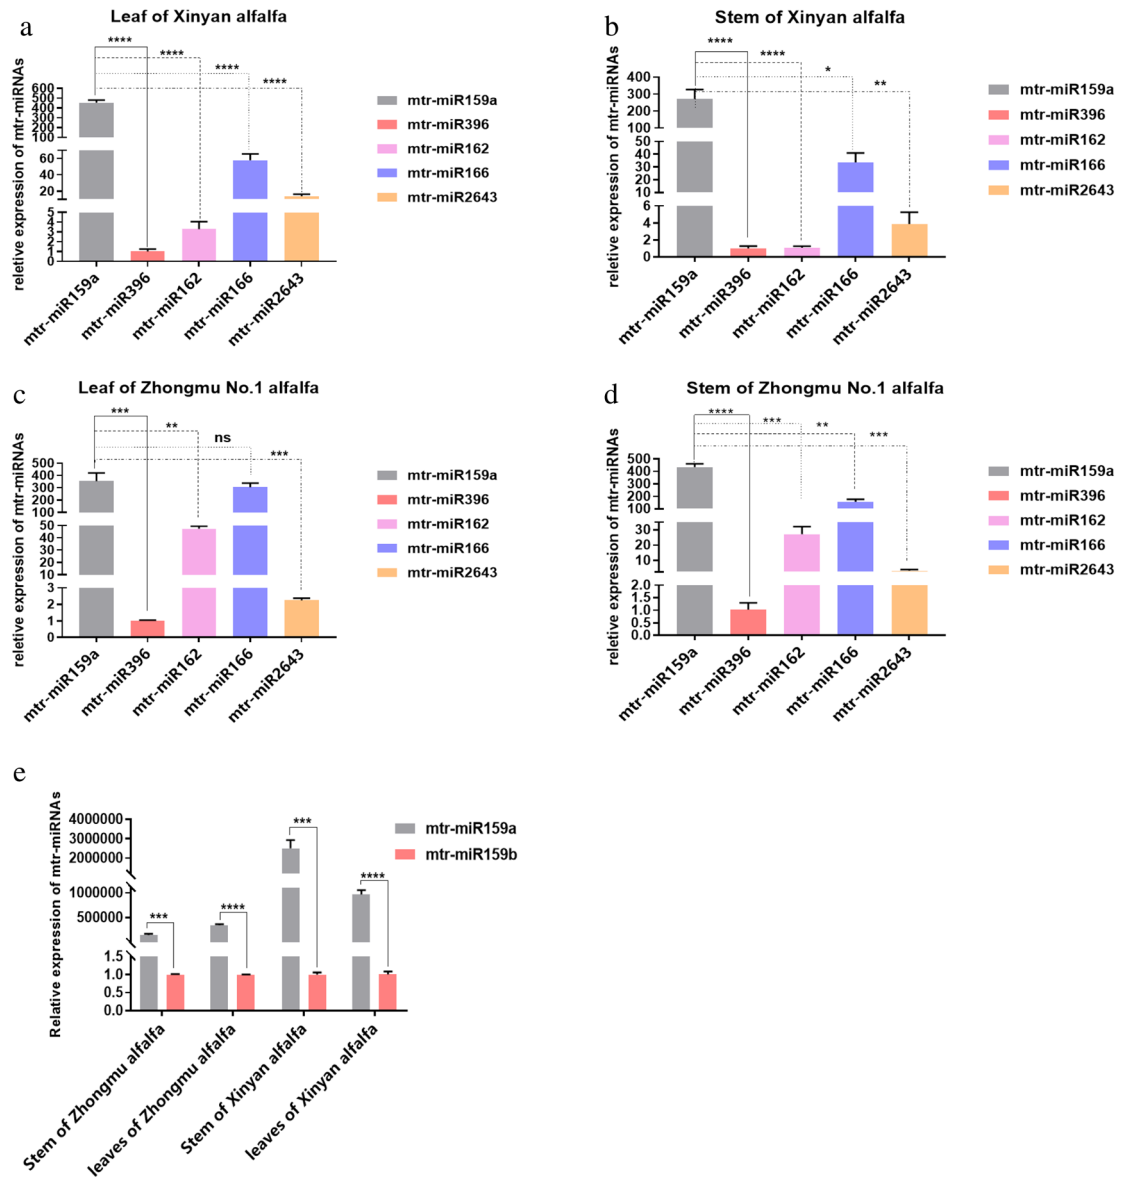 a
Leaf of Xinyan alfalfa
reletive expression of mtr-miRNAs
****
****
****
****
600
500
400
300
200
100
60
40
20
5
4
3
2
1
0
mtr-miR159a
mtr-miR396
mtr-miR162
mtr-miR166
mtr-miR2643
mtr-miR159a
mtr-miR396
mtr-miR162
mtr-miR166
mtr-miR2643
b
Stem of Xinyan alfalfa
reletive expression of mtr-miRNAs
****
****
*
**
400
300
200
100
50
40
30
20
10
6
4
2
0
mtr-miR159a
mtr-miR396
mtr-miR162
mtr-miR166
mtr-miR2643
mtr-miR159a
mtr-miR396
mtr-miR162
mtr-miR166
mtr-miR2643
c
Leaf of Zhongmu No.1 alfalfa
reletive expression of mtr-miRNAs
***
**
ns
***
500
400
300
200
100
50
40
30
20
10
3
2
1
0
mtr-miR159a
mtr-miR396
mtr-miR162
mtr-miR166
mtr-miR2643
mtr-miR159a
mtr-miR396
mtr-miR162
mtr-miR166
mtr-miR2643
d
Stem of Zhongmu No.1 alfalfa
reletive expression of mtr-miRNAs
****
***
**
***
500
400
300
200
100
30
20
10
2.0
1.5
1.0
0.5
0.0
mtr-miR159a
mtr-miR396
mtr-miR162
mtr-miR166
mtr-miR2643
mtr-miR159a
mtr-miR396
mtr-miR162
mtr-miR166
mtr-miR2643
e
Relative expression of mtr-miRNAs
4000000
3000000
2000000
1000000
500000
1.5
1.0
0.5
0.0
***
****
***
****
mtr-miR159a
mtr-miR159b
Stem of Zhongmu alfalfa
leaves of Zhongmu alfalfa
Stem of Xinyan alfalfa
leaves of Xinyan alfalfa